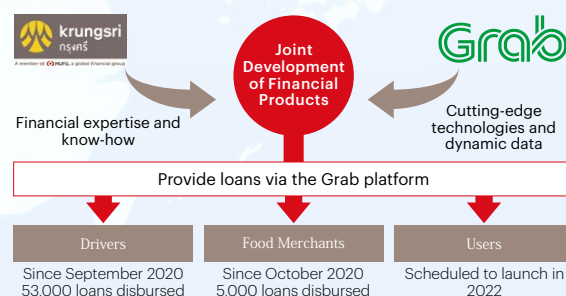 krungsri
กรุงศรี
A member of MUFG, a global financial group
Grab
Joint
Development
of Financial
Products
Financial expertise and
know-how
Cutting-edge
technologies and
dynamic data
Provide loans via the Grab platform
Drivers
Food Merchants
Users
Since September 2020
53,000 loans disbursed
Since October 2020
5,000 loans disbursed
Scheduled to launch in
2022